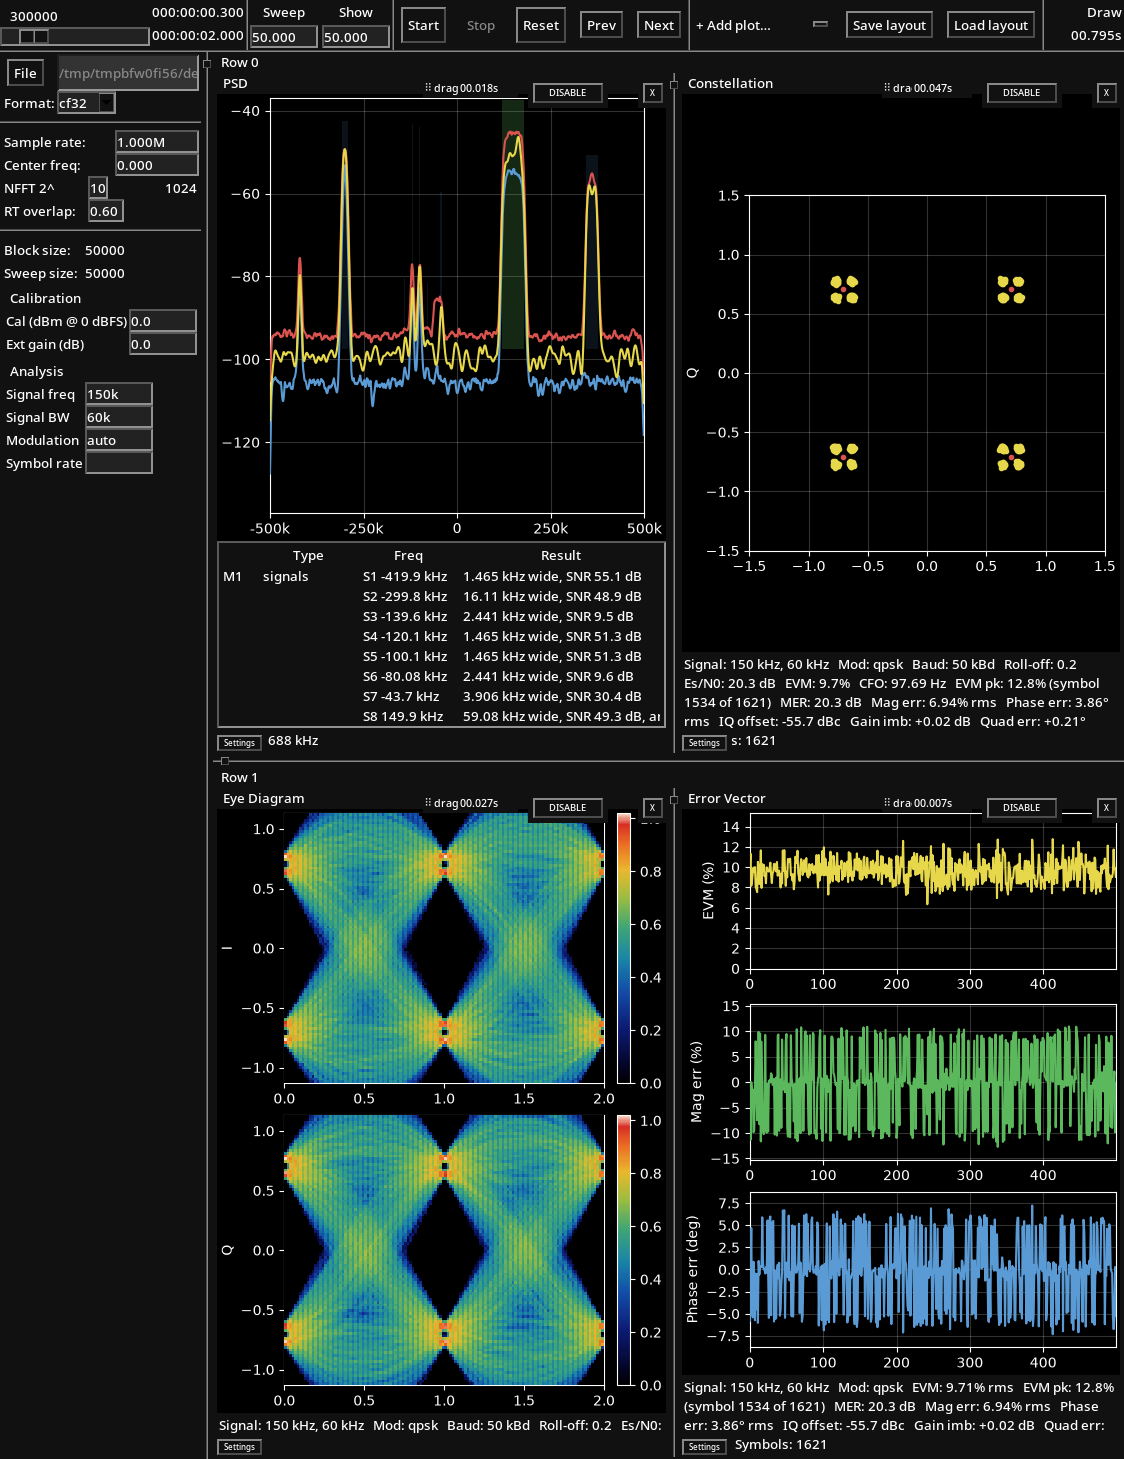 300000
000:00:00.300
000:00:02.000
Sweep
50.000
Show
50.000
Start
Stop
Reset
Prev
Next
+ Add plot...
Save layout
Load layout
Draw
00.795s
File
/tmp/tmpbfw0fi56/de
Format: cf32
Sample rate: 1.000M
Center freq: 0.000
NFFT 2^ 10 1024
RT overlap: 0.60
Block size: 50000
Sweep size: 50000
Calibration
Cal (dBm @ 0 dBFS) 0.0
Ext gain (dB) 0.0
Analysis
Signal freq 150k
Signal BW 60k
Modulation auto
Symbol rate
Row 0
PSD
drag 00.018s
DISABLE
X
−40
−60
−80
−100
−120
-500k -250k 0 250k 500k
Type Freq Result
M1 signals S1 -419.9 kHz 1.465 kHz wide, SNR 55.1 dB
S2 -299.8 kHz 16.11 kHz wide, SNR 48.9 dB
S3 -139.6 kHz 2.441 kHz wide, SNR 9.5 dB
S4 -120.1 kHz 1.465 kHz wide, SNR 51.3 dB
S5 -100.1 kHz 1.465 kHz wide, SNR 51.3 dB
S6 -80.08 kHz 2.441 kHz wide, SNR 9.6 dB
S7 -43.7 kHz 3.906 kHz wide, SNR 30.4 dB
S8 149.9 kHz 59.08 kHz wide, SNR 49.3 dB, ar
Settings
688 kHz
Constellation
dra 00.047s
DISABLE
X
1.5
1.0
0.5
0.0
−0.5
−1.0
−1.5
Q
−1.5 −1.0 −0.5 0.0 0.5 1.0 1.5
Signal: 150 kHz, 60 kHz Mod: qpsk Baud: 50 kBd Roll-off: 0.2
Es/N0: 20.3 dB EVM: 9.7% CFO: 97.69 Hz EVM pk: 12.8% (symbol
1534 of 1621) MER: 20.3 dB Mag err: 6.94% rms Phase err: 3.86°
rms IQ offset: -55.7 dBc Gain imb: +0.02 dB Quad err: +0.21°
Settings
s: 1621
Row 1
Eye Diagram
drag 00.027s
DISABLE
X
1.0
0.5
0.0
−0.5
−1.0
I
0.0 0.5 1.0 1.5 2.0
0.8
0.6
0.4
0.2
0.0
1.0
0.5
0.0
−0.5
−1.0
Q
0.0 0.5 1.0 1.5 2.0
1.0
0.8
0.6
0.4
0.2
0.0
Signal: 150 kHz, 60 kHz Mod: qpsk Baud: 50 kBd Roll-off: 0.2 Es/N0:
Settings
Error Vector
dra 00.007s
DISABLE
X
14
12
10
8
6
4
2
0
EVM (%)
0 100 200 300 400
15
10
5
0
−5
−10
−15
Mag err (%)
0 100 200 300 400
7.5
5.0
2.5
0.0
−2.5
−5.0
−7.5
Phase err (deg)
0 100 200 300 400
Signal: 150 kHz, 60 kHz Mod: qpsk EVM: 9.71% rms EVM pk: 12.8%
(symbol 1534 of 1621) MER: 20.3 dB Mag err: 6.94% rms Phase
err: 3.86° rms IQ offset: -55.7 dBc Gain imb: +0.02 dB Quad err:
Settings
Symbols: 1621